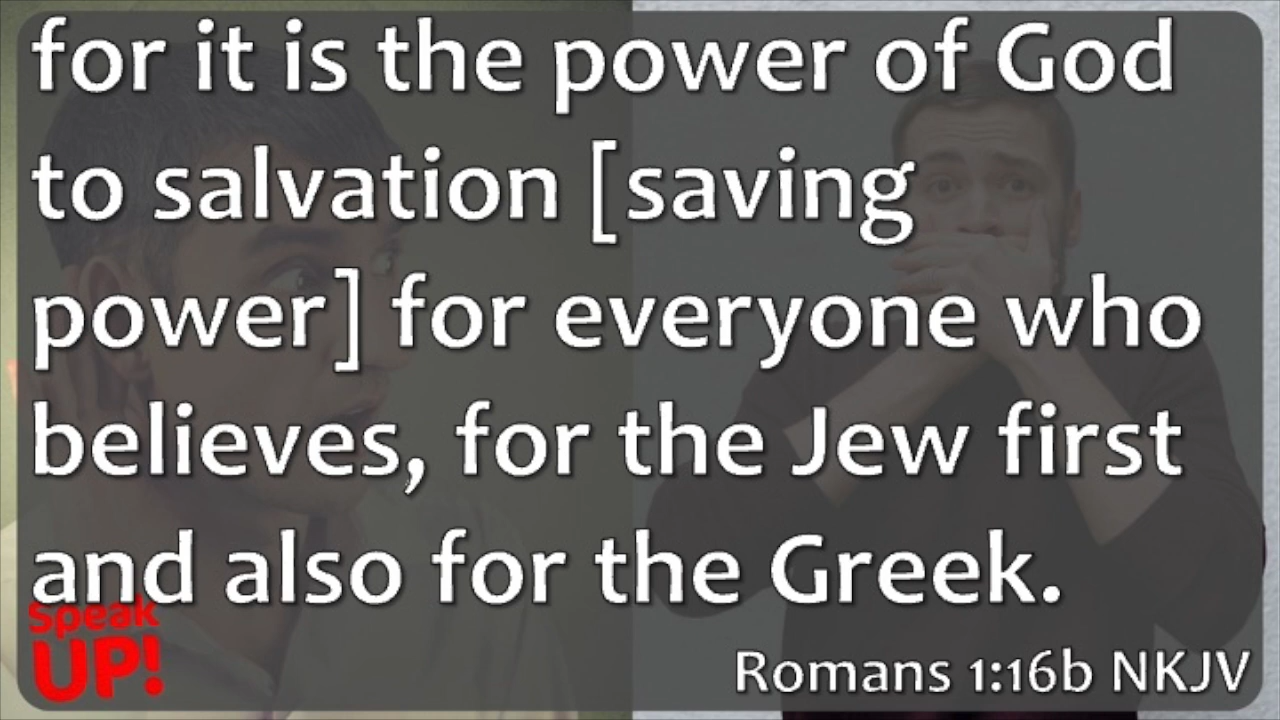 for it is the power of God
to salvation [saving
power] for everyone who
believes, for the Jew first
and also for the Greek.
speak
UP!
Romans 1:16b NKJV